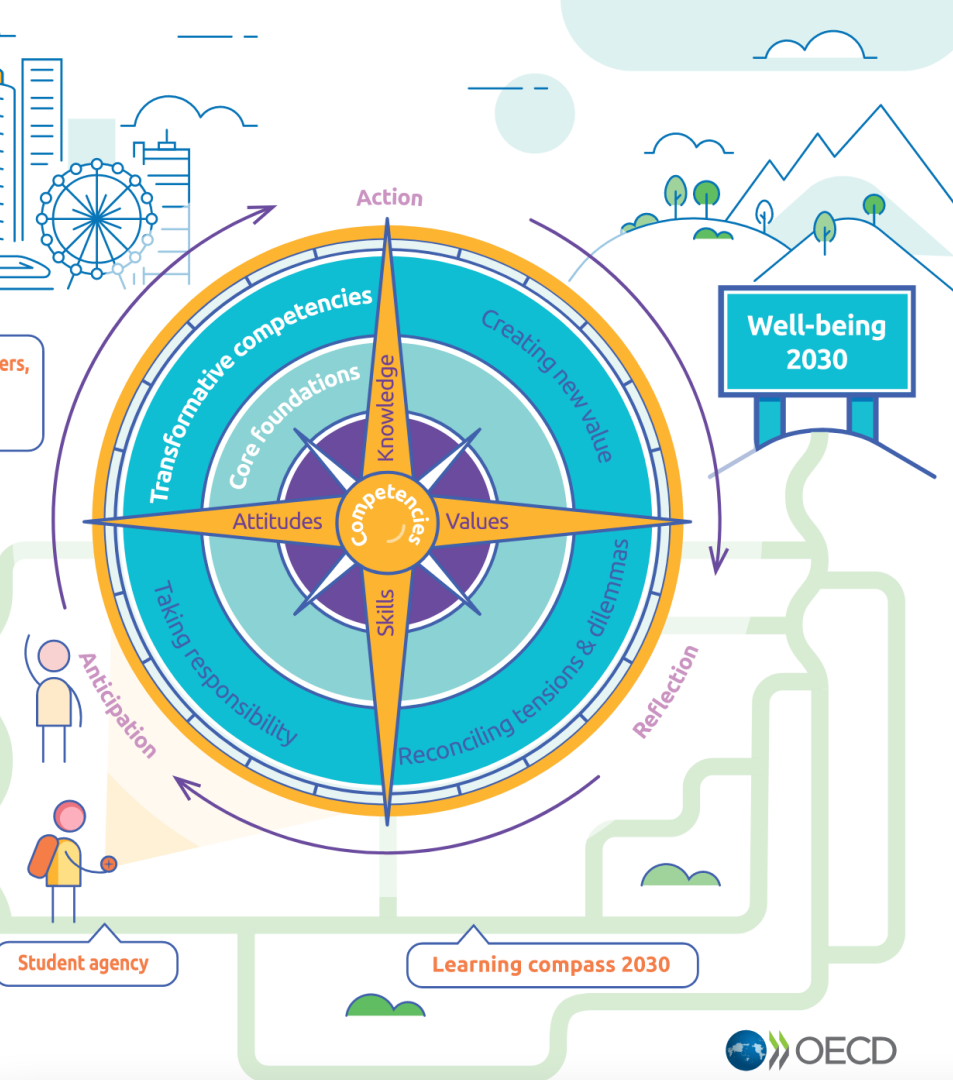 Action
Transformative competencies
Creating new value
Core foundations
Knowledge
Well-being
2030
ers,
Attitudes
Competencies
Values
Skills
Taking responsibility
Reconciling tensions & dilemmas
Anticipation
Reflection
Student agency
Learning compass 2030
OECD